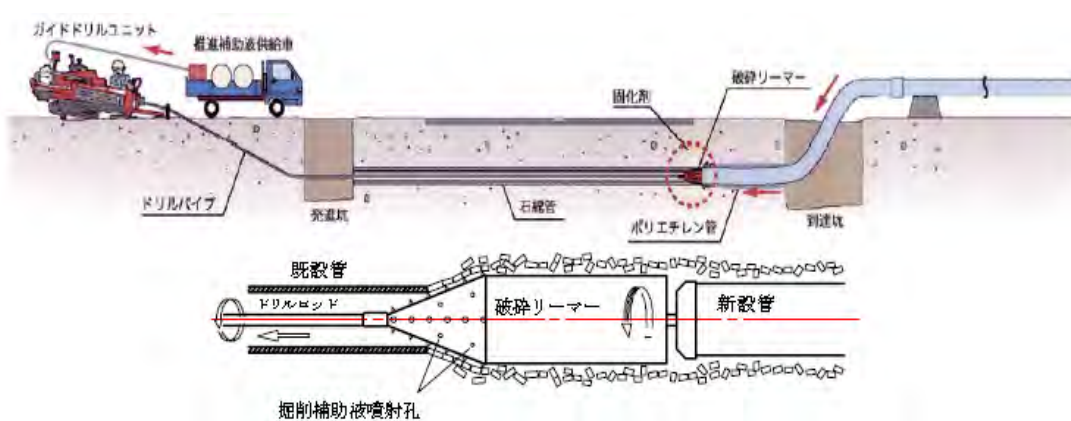 ガイドドリルユニット
推進補助液供給車
破砕リーマー
固化剤
ドリルパイプ
発進坑
石綿管
ポリエチレン管
到達坑
既設管
ドリルロッド
破砕リーマー
新設管
掘削補助液噴射孔